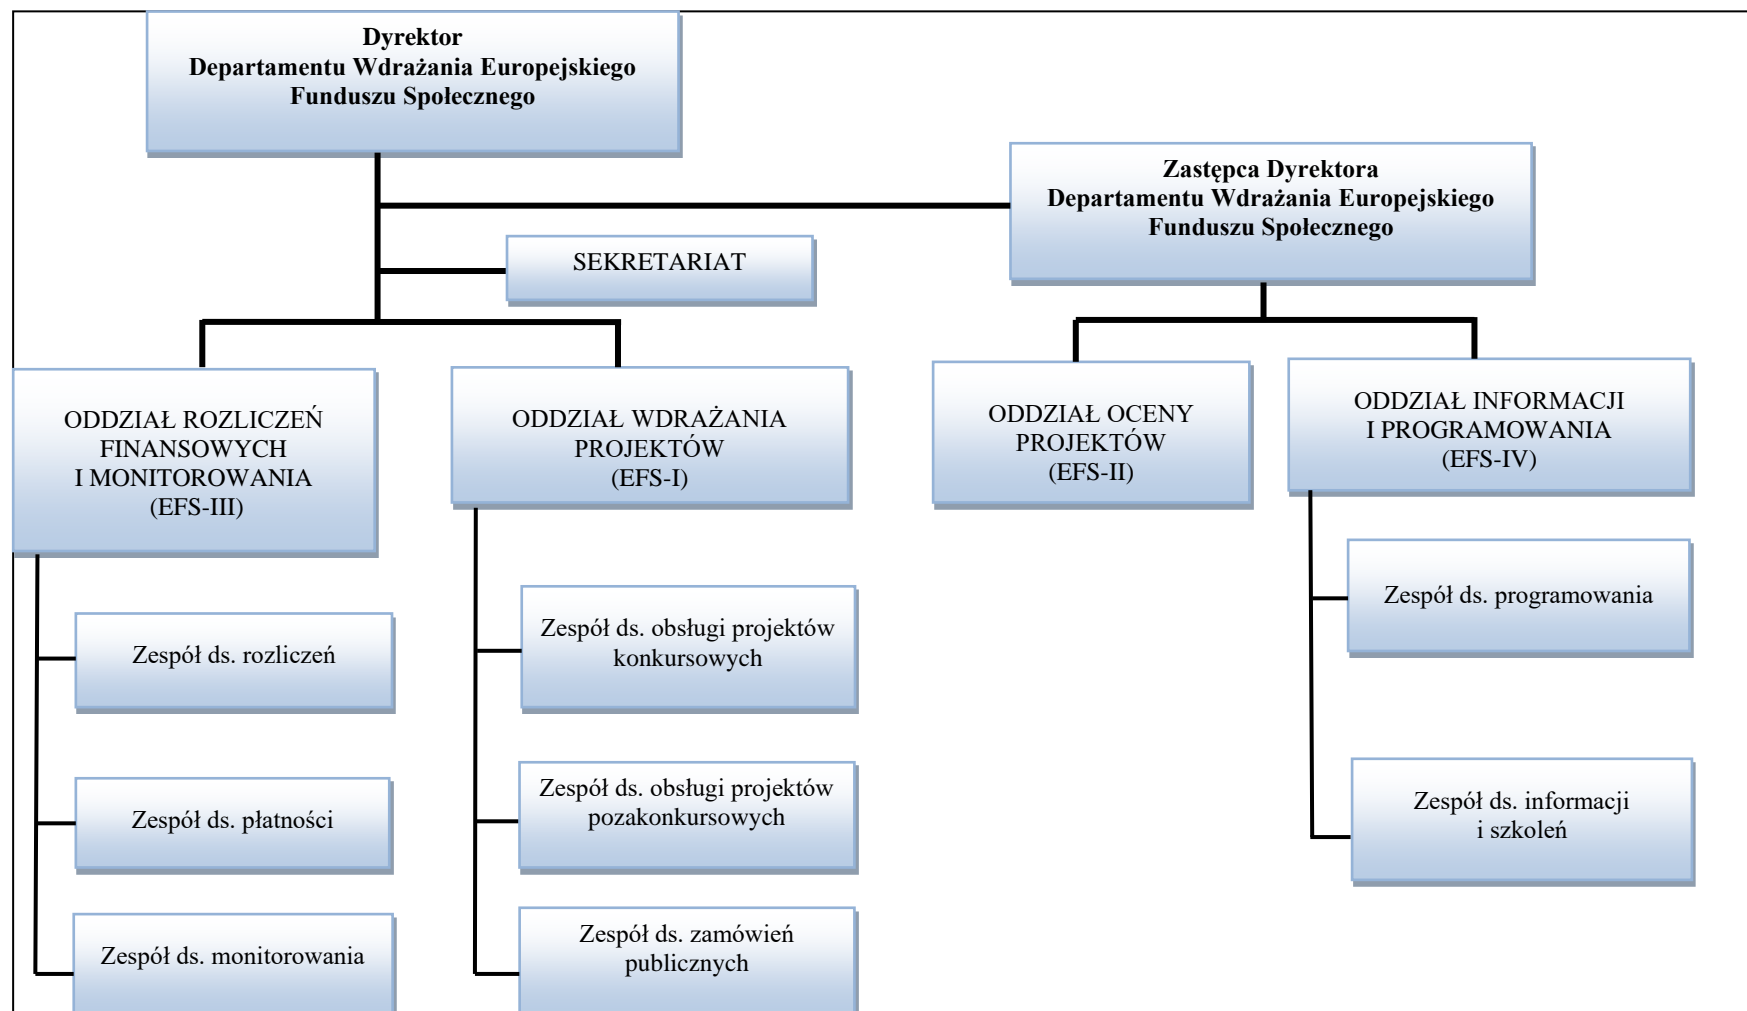 Dyrektor
Departamentu Wdrażania Europejskiego
Funduszu Społecznego
Zastępca Dyrektora
Departamentu Wdrażania Europejskiego
Funduszu Społecznego
SEKRETARIAT
ODDZIAŁ ROZLICZEŃ
FINANSOWYCH
I MONITOROWANIA
(EFS-III)
ODDZIAŁ WDRAŻANIA
PROJEKTÓW
(EFS-I)
ODDZIAŁ OCENY
PROJEKTÓW
(EFS-II)
ODDZIAŁ INFORMACJI
I PROGRAMOWANIA
(EFS-IV)
Zespół ds. rozliczeń
Zespół ds. płatności
Zespół ds. monitorowania
Zespół ds. obsługi projektów
konkursowych
Zespół ds. obsługi projektów
pozakonkursowych
Zespół ds. zamówień
publicznych
Zespół ds. programowania
Zespół ds. informacji
i szkoleń